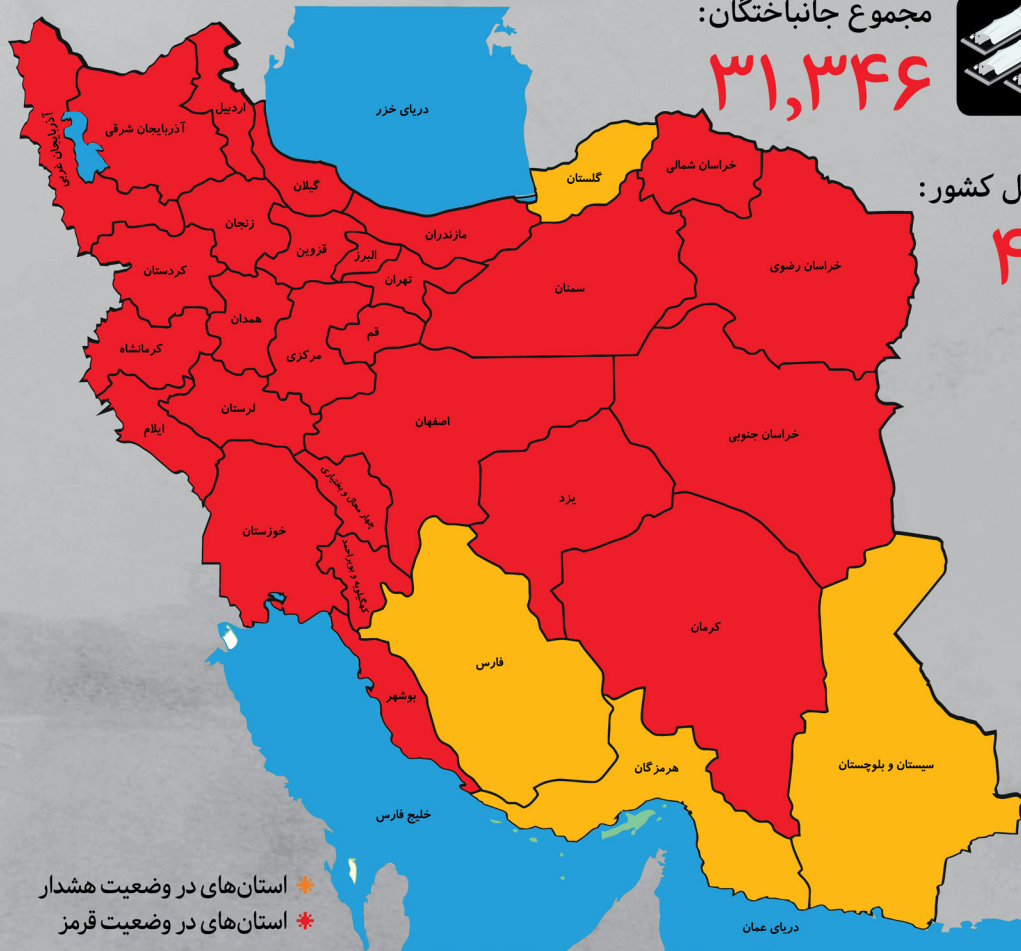 مجموع جانباختگان:
۳۱,۳۴۶
ل کشور:
۴
دریای خزر
آذربایجان غربی
آذربایجان شرقی
اردبیل
گیلان
گلستان
خراسان شمالی
زنجان
قزوین
البرز
مازندران
تهران
سمنان
خراسان رضوی
کردستان
همدان
مرکزی
قم
کرمانشاه
لرستان
ایلام
اصفهان
خراسان جنوبی
یزد
خوزستان
چهار محال و بختیاری
کهگیلویه و بویراحمد
کرمان
فارس
بوشهر
هرمزگان
سیستان و بلوچستان
خلیج فارس
دریای عمان
استان‌های در وضعیت هشدار
استان‌های در وضعیت قرمز